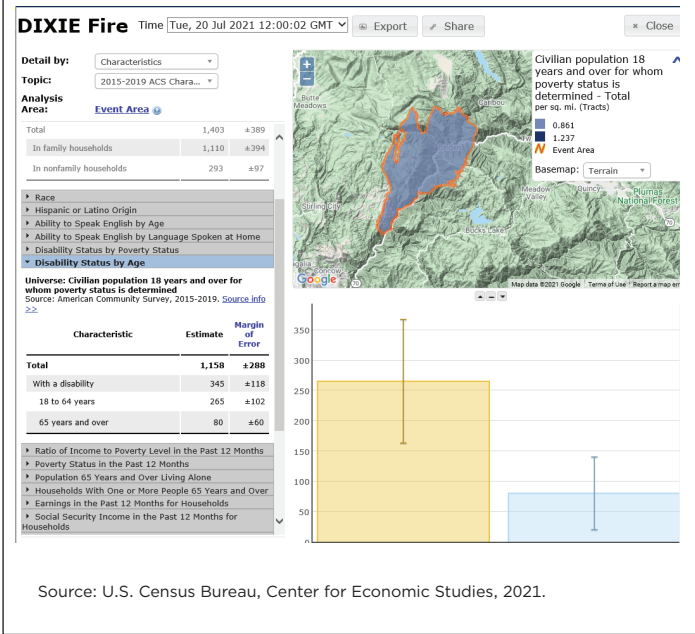 DIXIE Fire Time Tue, 20 Jul 2021 12:00:02 GMT Export Share × Close
Detail by: Characteristics
Topic: 2015-2019 ACS Chara...
Analysis
Area: Event Area
Total 1,403 ±389
In family households 1,110 ±394
In nonfamily households 293 ±97
Race
Hispanic or Latino Origin
Ability to Speak English by Age
Ability to Speak English by Language Spoken at Home
Disability Status by Poverty Status
Disability Status by Age
Universe: Civilian population 18 years and over for
whom poverty status is determined
Source: American Community Survey, 2015-2019. Source info
>>
Characteristic Estimate Margin
of
Error
Total 1,158 ±288
With a disability 345 ±118
18 to 64 years 265 ±102
65 years and over 80 ±60
Ratio of Income to Poverty Level in the Past 12 Months
Poverty Status in the Past 12 Months
Population 65 Years and Over Living Alone
Households With One or More People 65 Years and Over
Earnings in the Past 12 Months for Households
Social Security Income in the Past 12 Months for
Households
+
−
Butte
Meadows
Caribou
Stirling City
Meadow
Valley
Quincy
Plumas
National Forest
Bucks Lake
Concow
70
70
Google
Map data ©2021 Google Terms of Use Report a map err
Civilian population 18
years and over for whom
poverty status is
determined - Total
per sq. mi. (Tracts)
0.861
1.237
Event Area
Basemap: Terrain
350
300
250
200
150
100
50
0
Source: U.S. Census Bureau, Center for Economic Studies, 2021.